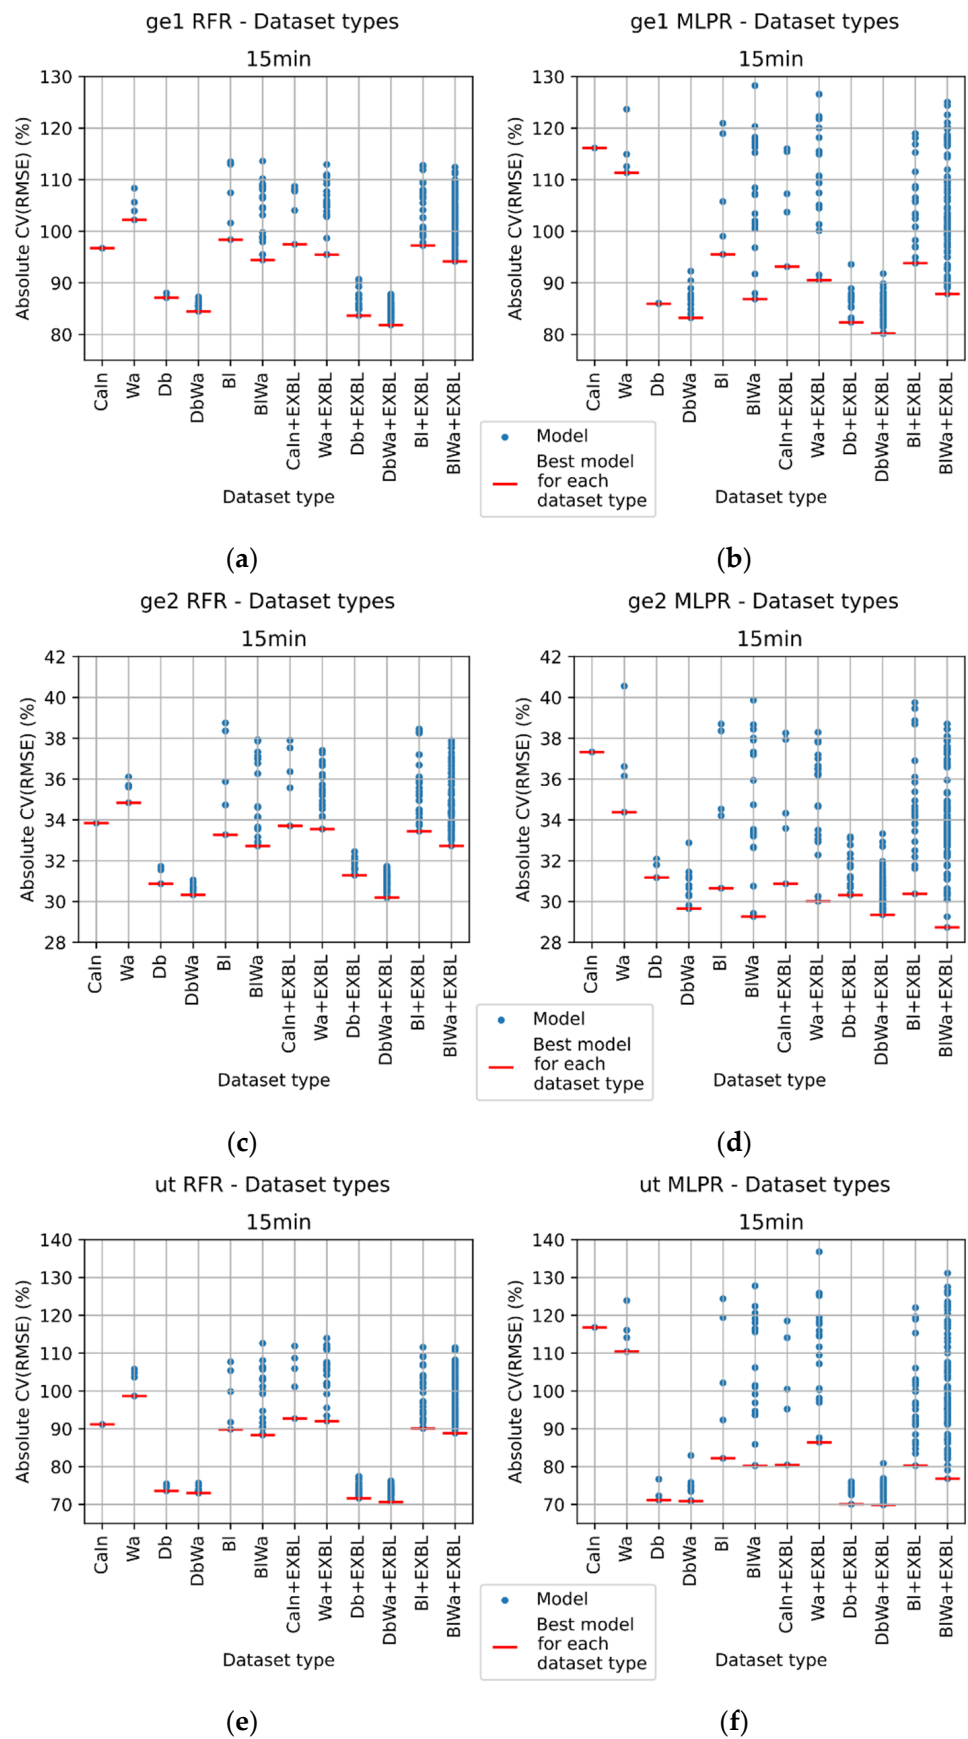 ge1 RFR - Dataset types
15min
Absolute CV(RMSE) (%)
130
120
110
100
90
80
CaIn
Wa
Db
DbWa
Bl
BlWa
CaIn+EXBL
Wa+EXBL
Db+EXBL
DbWa+EXBL
Bl+EXBL
BlWa+EXBL
Dataset type
ge1 MLPR - Dataset types
15min
Absolute CV(RMSE) (%)
130
120
110
100
90
80
CaIn
Wa
Db
DbWa
Bl
BlWa
CaIn+EXBL
Wa+EXBL
Db+EXBL
DbWa+EXBL
Bl+EXBL
BlWa+EXBL
Dataset type
Model
Best model
for each
dataset type
(a)
(b)
ge2 RFR - Dataset types
15min
Absolute CV(RMSE) (%)
42
40
38
36
34
32
30
28
CaIn
Wa
Db
DbWa
Bl
BlWa
CaIn+EXBL
Wa+EXBL
Db+EXBL
DbWa+EXBL
Bl+EXBL
BlWa+EXBL
Dataset type
ge2 MLPR - Dataset types
15min
Absolute CV(RMSE) (%)
42
40
38
36
34
32
30
28
CaIn
Wa
Db
DbWa
Bl
BlWa
CaIn+EXBL
Wa+EXBL
Db+EXBL
DbWa+EXBL
Bl+EXBL
BlWa+EXBL
Dataset type
Model
Best model
for each
dataset type
(c)
(d)
ut RFR - Dataset types
15min
Absolute CV(RMSE) (%)
140
130
120
110
100
90
80
70
CaIn
Wa
Db
DbWa
Bl
BlWa
CaIn+EXBL
Wa+EXBL
Db+EXBL
DbWa+EXBL
Bl+EXBL
BlWa+EXBL
Dataset type
ut MLPR - Dataset types
15min
Absolute CV(RMSE) (%)
140
130
120
110
100
90
80
70
CaIn
Wa
Db
DbWa
Bl
BlWa
CaIn+EXBL
Wa+EXBL
Db+EXBL
DbWa+EXBL
Bl+EXBL
BlWa+EXBL
Dataset type
Model
Best model
for each
dataset type
(e)
(f)